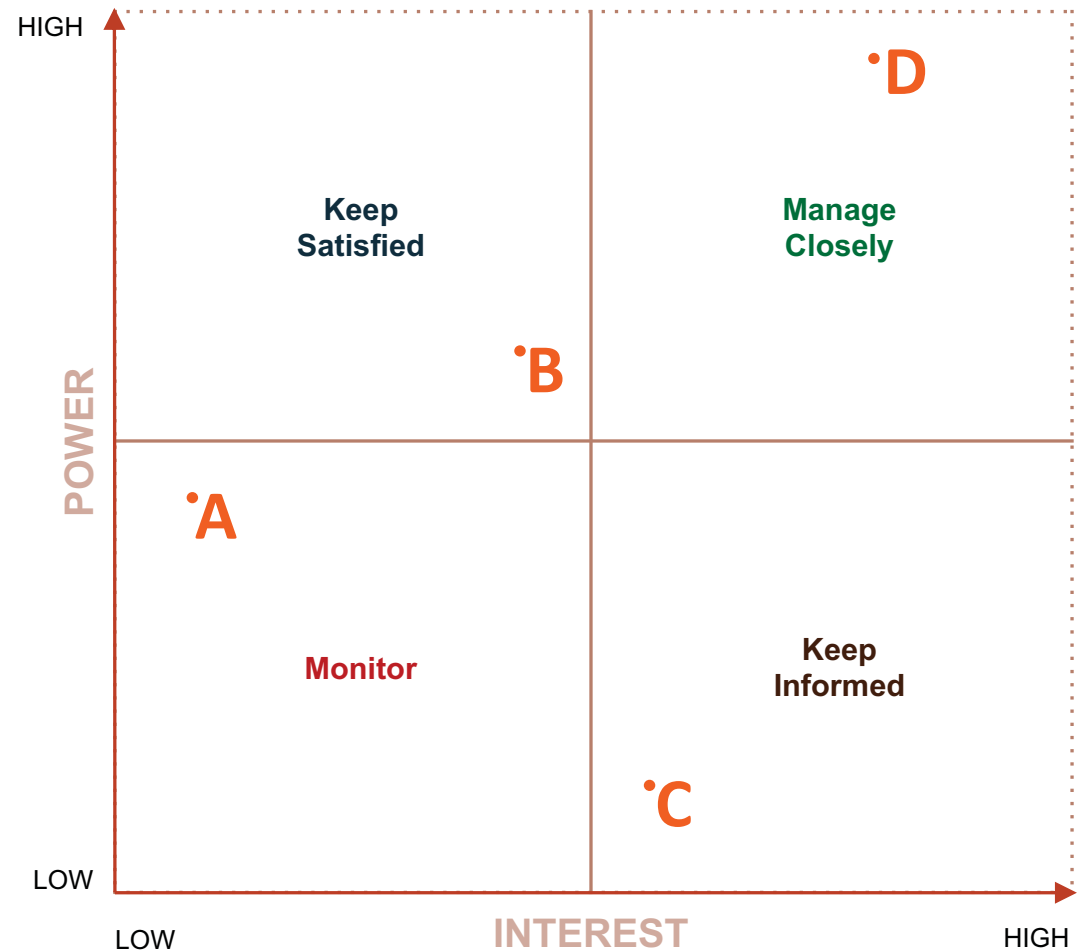 HIGH
D
Keep
Satisfied
Manage
Closely
B
POWER
A
Monitor
Keep
Informed
C
LOW
LOW
INTEREST
HIGH